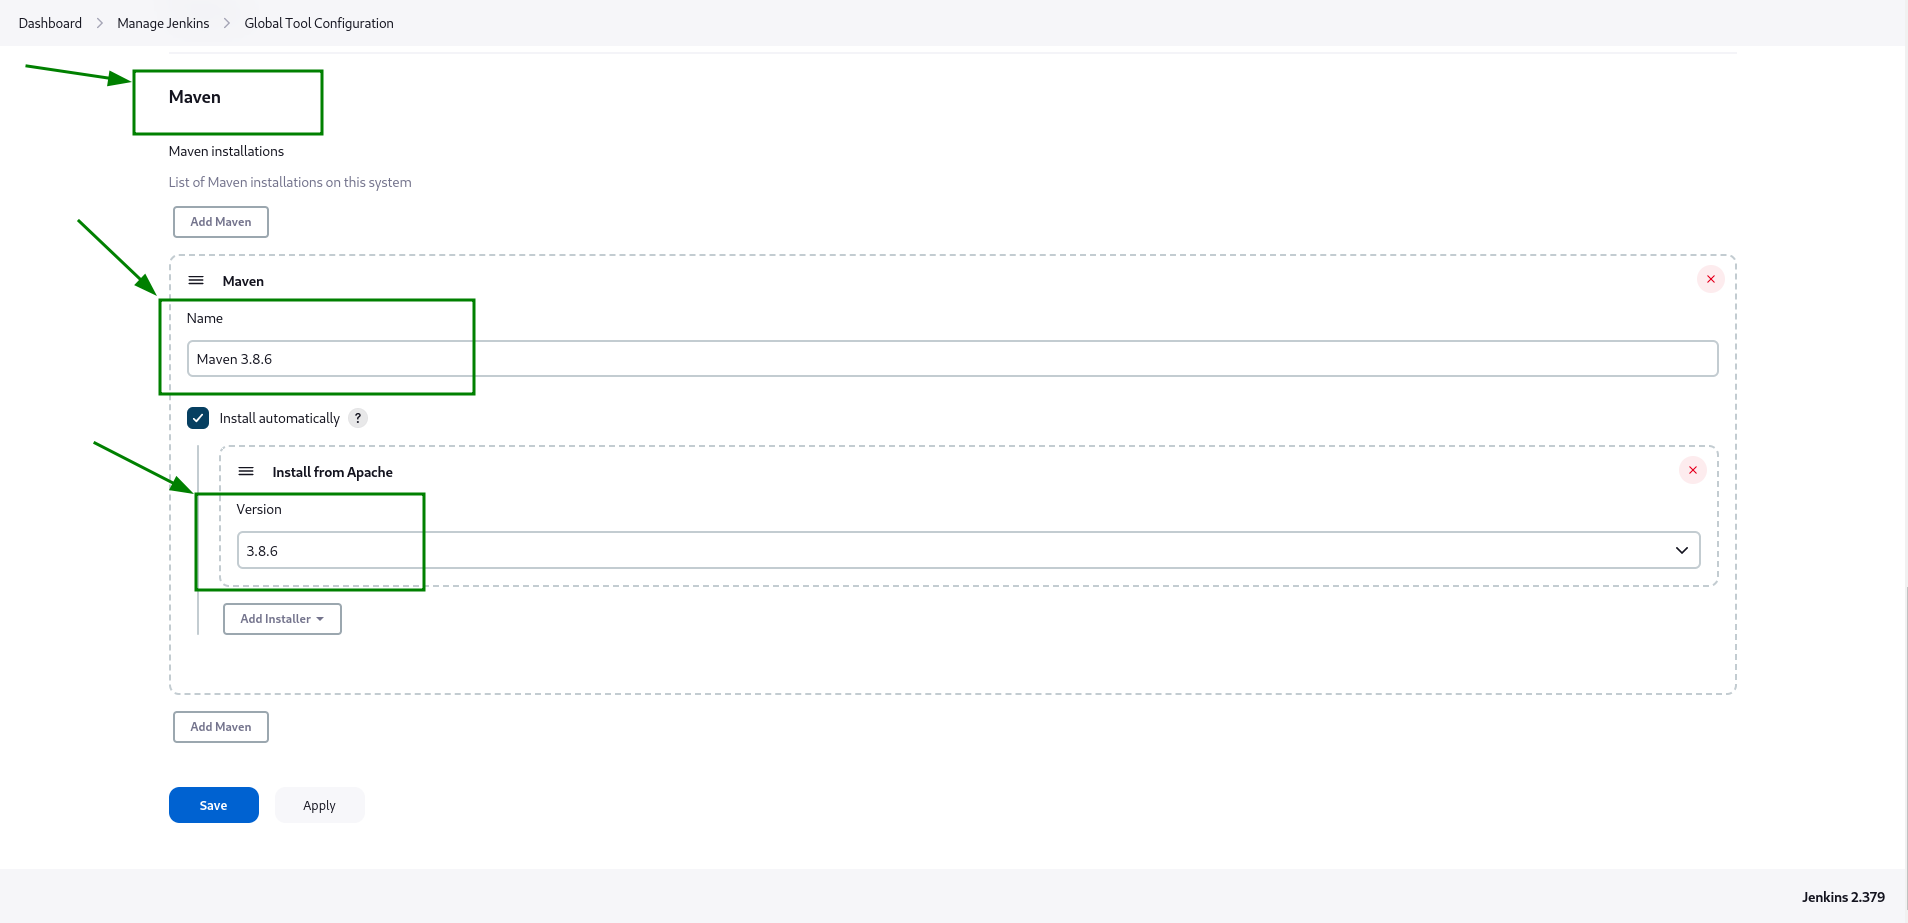 Dashboard > Manage Jenkins > Global Tool Configuration
Maven
Maven installations
List of Maven installations on this system
Add Maven
Maven
Name
Maven 3.8.6
Install automatically ?
Install from Apache
Version
3.8.6
Add Installer
Add Maven
Save Apply
Jenkins 2.379